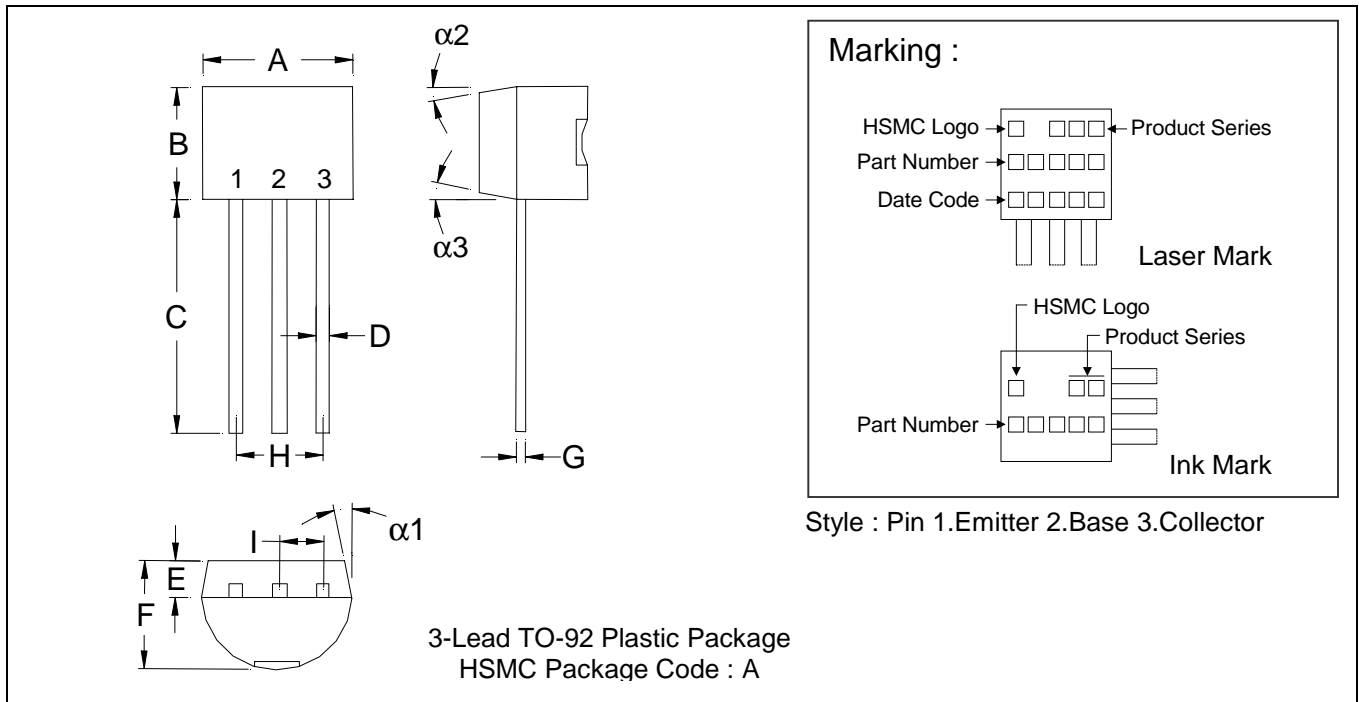 α2
A
B
1 2 3
α3
C
D
H
G
I
α1
E
F
3-Lead TO-92 Plastic Package
HSMC Package Code : A
Marking :
HSMC Logo
Product Series
Part Number
Date Code
Laser Mark
HSMC Logo
Product Series
Part Number
Ink Mark
Style : Pin 1.Emitter 2.Base 3.Collector